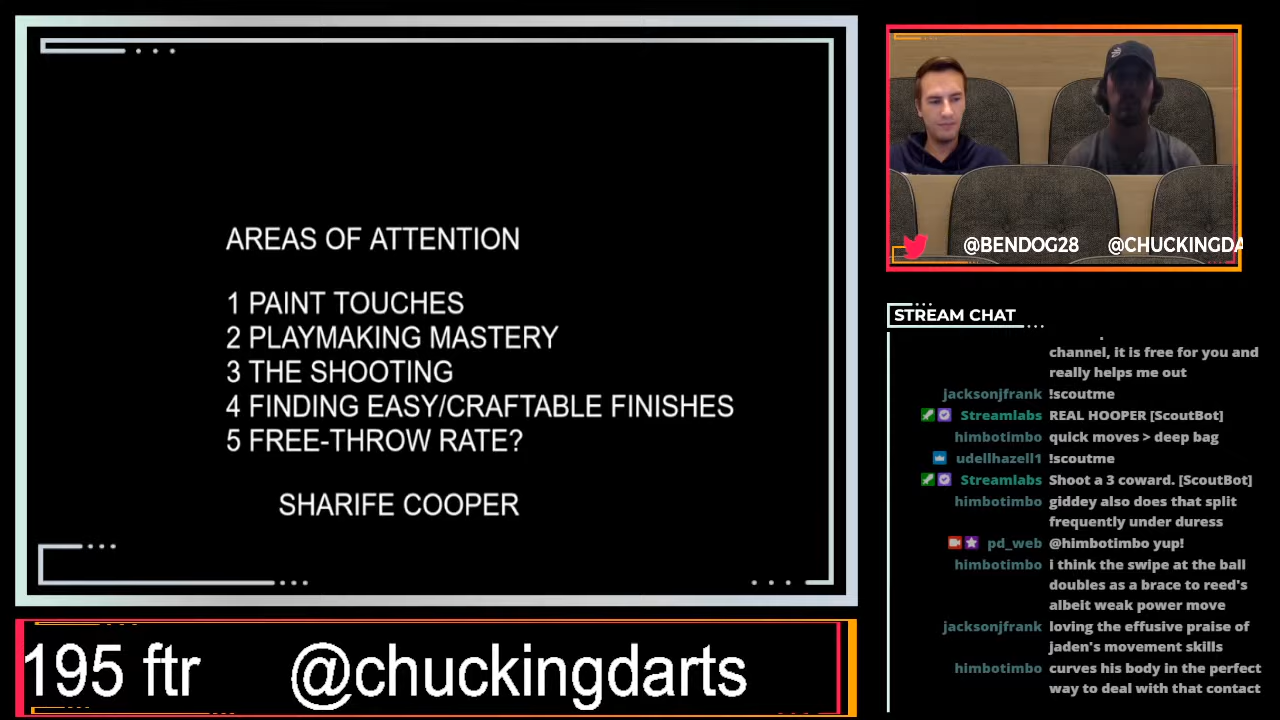 AREAS OF ATTENTION
1 PAINT TOUCHES
2 PLAYMAKING MASTERY
3 THE SHOOTING
4 FINDING EASY/CRAFTABLE FINISHES
5 FREE-THROW RATE?
SHARIFE COOPER
195 ftr @chuckingdarts
@BENDOG28 @CHUCKINGDA
STREAM CHAT
channel, it is free for you and
really helps me out
jacksonjfrank !scoutme
Streamlabs REAL HOOPER [ScoutBot]
himbotimbo quick moves > deep bag
udellhazell1 !scoutme
Streamlabs Shoot a 3 coward. [ScoutBot]
himbotimbo giddey also does that split
frequently under duress
pd_web @himbotimbo yup!
himbotimbo i think the swipe at the ball
doubles as a brace to reed's
albeit weak power move
jacksonjfrank loving the effusive praise of
jaden's movement skills
himbotimbo curves his body in the perfect
way to deal with that contact